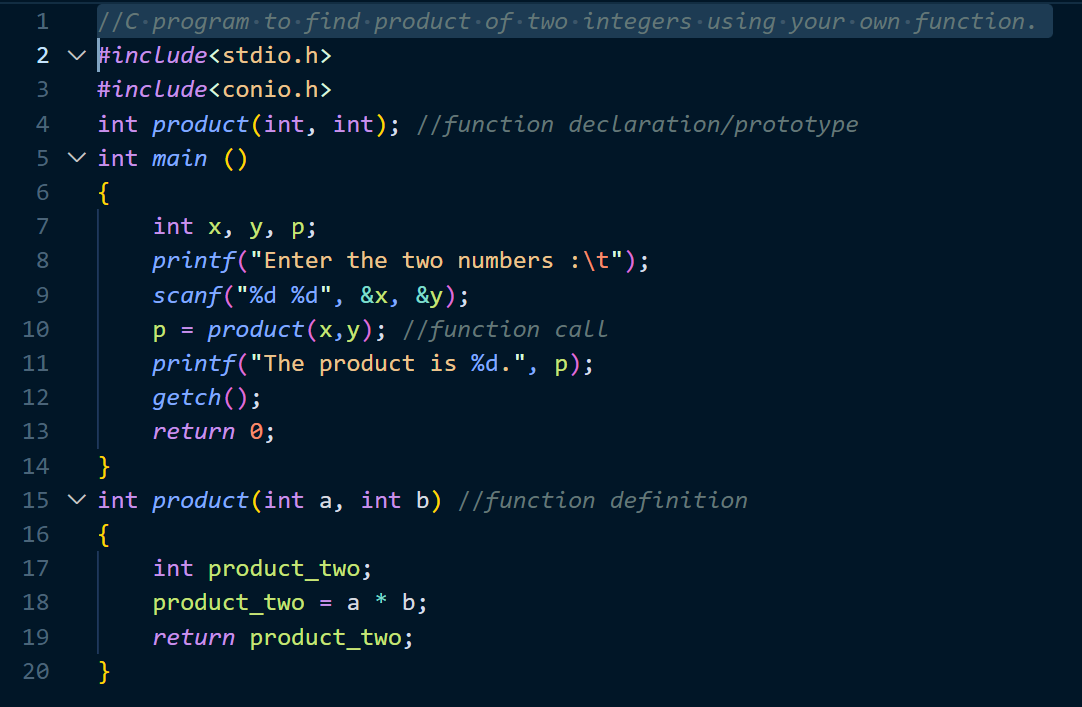 1 //C program to find product of two integers using your own function.
2 #include<stdio.h>
3 #include<conio.h>
4 int product(int, int); //function declaration/prototype
5 int main ()
6 {
7     int x, y, p;
8     printf("Enter the two numbers :\t");
9     scanf("%d %d", &x, &y);
10     p = product(x,y); //function call
11     printf("The product is %d.", p);
12     getch();
13     return 0;
14 }
15 int product(int a, int b) //function definition
16 {
17     int product_two;
18     product_two = a * b;
19     return product_two;
20 }